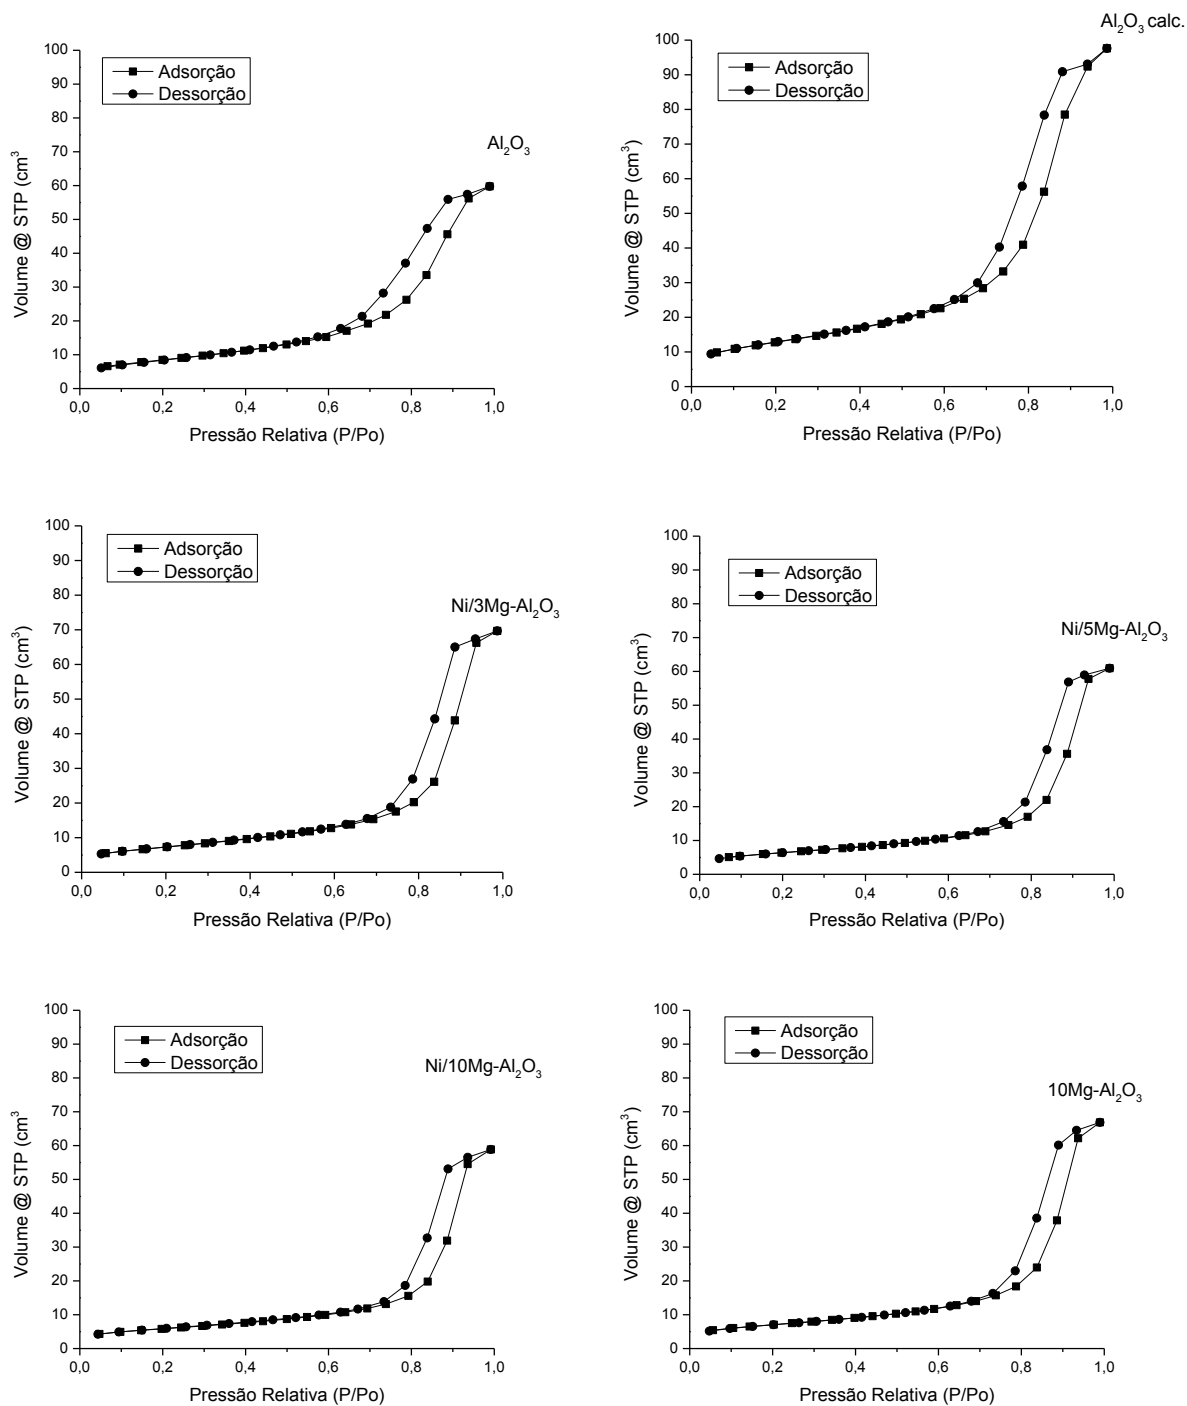 Al₂O₃ calc.
100
90
80
70
60
50
40
30
20
10
0
Volume @ STP (cm³)
Adsorção
Dessorção
Al₂O₃
0,0 0,2 0,4 0,6 0,8 1,0
Pressão Relativa (P/Po)
100
90
80
70
60
50
40
30
20
10
0
Volume @ STP (cm³)
Adsorção
Dessorção
0,0 0,2 0,4 0,6 0,8 1,0
Pressão Relativa (P/Po)
100
90
80
70
60
50
40
30
20
10
0
Volume @ STP (cm³)
Adsorção
Dessorção
Ni/3Mg-Al₂O₃
0,0 0,2 0,4 0,6 0,8 1,0
Pressão Relativa (P/Po)
100
90
80
70
60
50
40
30
20
10
0
Volume @ STP (cm³)
Adsorção
Dessorção
Ni/5Mg-Al₂O₃
0,0 0,2 0,4 0,6 0,8 1,0
Pressão Relativa (P/Po)
100
90
80
70
60
50
40
30
20
10
0
Volume @ STP (cm³)
Adsorção
Dessorção
Ni/10Mg-Al₂O₃
0,0 0,2 0,4 0,6 0,8 1,0
Pressão Relativa (P/Po)
100
90
80
70
60
50
40
30
20
10
0
Volume @ STP (cm³)
Adsorção
Dessorção
10Mg-Al₂O₃
0,0 0,2 0,4 0,6 0,8 1,0
Pressão Relativa (P/Po)